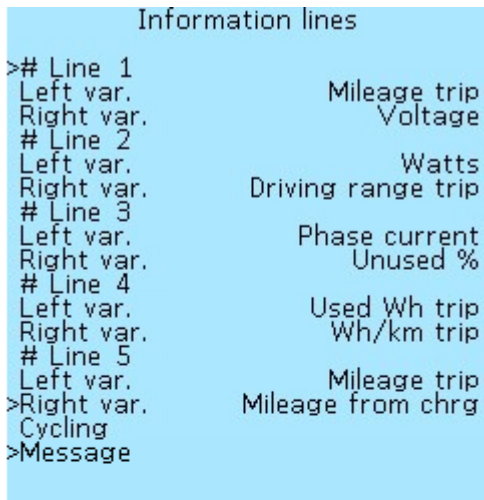 Information lines
># Line 1
Left var. Mileage trip
Right var. Voltage
# Line 2
Left var. Watts
Right var. Driving range trip
# Line 3
Left var. Phase current
Right var. Unused %
# Line 4
Left var. Used Wh trip
Right var. Wh/km trip
# Line 5
Left var. Mileage trip
>Right var. Mileage from chrg
Cycling
>Message